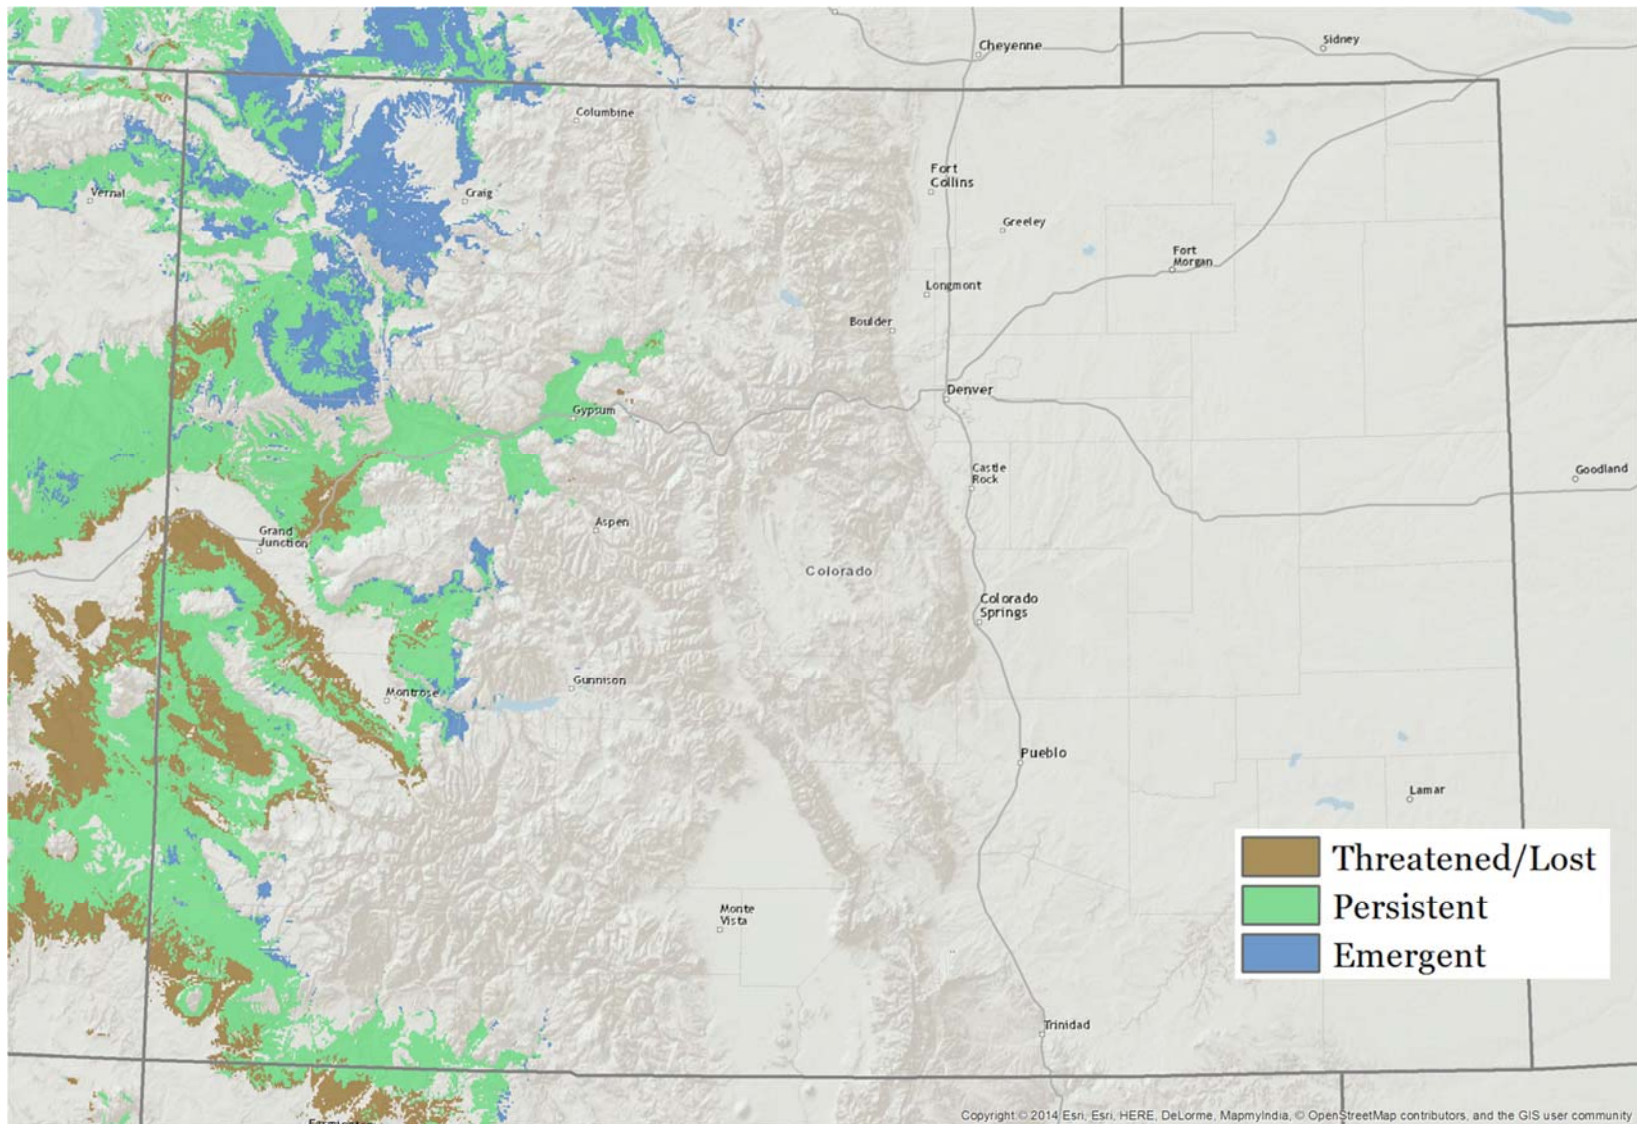 Cheyenne
Sidney
Columbine
Vernal
Craig
Fort
Collins
Greeley
Fort
Morgan
Longmont
Boulder
Denver
Gypsum
Castle
Rock
Goodland
Grand
Junction
Aspen
Colorado
Colorado
Springs
Montrose
Gunnison
Pueblo
Lamar
Threatened/Lost
Persistent
Emergent
Monte
Vista
Trinidad
Copyright:© 2014 Esri, Esri, HERE, DeLorme, MapmyIndia, © OpenStreetMap contributors, and the GIS user community